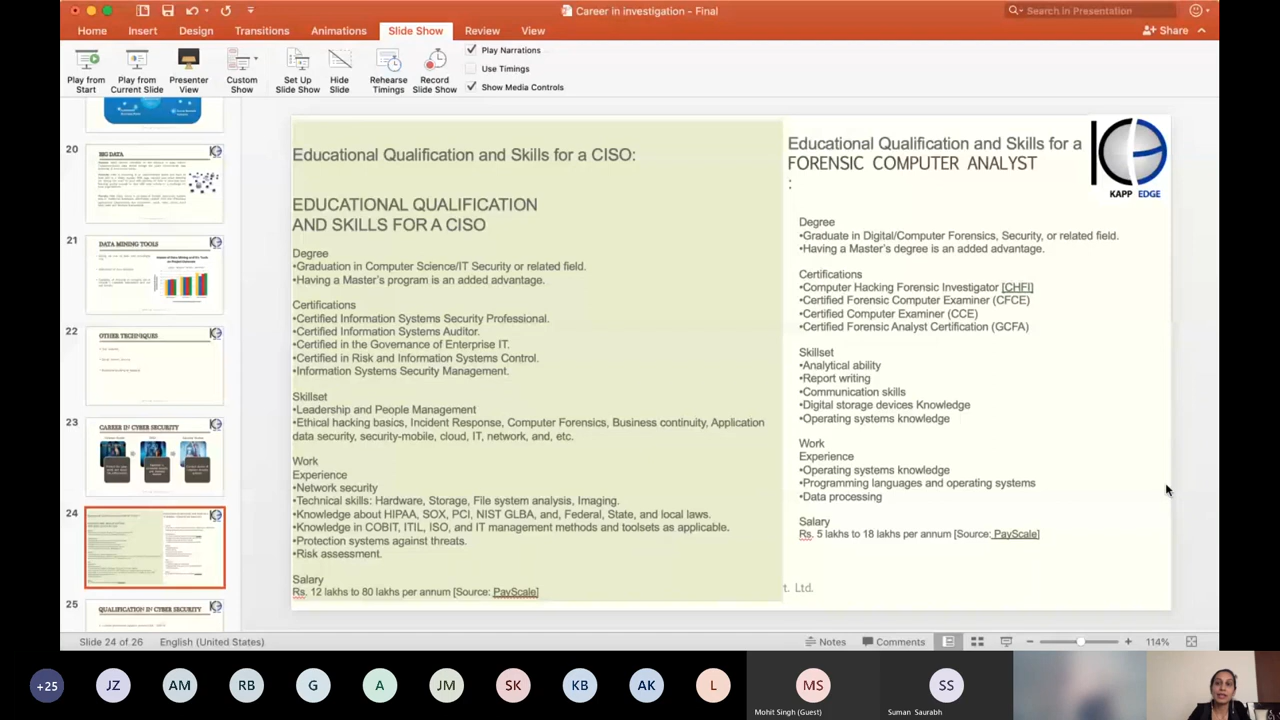 Career in investigation - Final
Search in Presentation
Home Insert Design Transitions Animations Slide Show Review View
Share
Play from Start
Play from Current Slide
Presenter View
Custom Show
Set Up Slide Show
Hide Slide
Rehearse Timings
Record Slide Show
Play Narrations
Use Timings
Show Media Controls
20
BIG DATA
21
DATA MINING TOOLS
22
OTHER TECHNIQUES
23
CAREER IN CYBER SECURITY
24
25
QUALIFICATION IN CYBER SECURITY
Educational Qualification and Skills for a CISO:
EDUCATIONAL QUALIFICATION
AND SKILLS FOR A CISO
Degree
•Graduation in Computer Science/IT Security or related field.
•Having a Master's program is an added advantage.
Certifications
•Certified Information Systems Security Professional.
•Certified Information Systems Auditor.
•Certified in the Governance of Enterprise IT.
•Certified in Risk and Information Systems Control.
•Information Systems Security Management.
Skillset
•Leadership and People Management
•Ethical hacking basics, Incident Response, Computer Forensics, Business continuity, Application
data security, security-mobile, cloud, IT, network, and, etc.
Work
Experience
•Network security
•Technical skills: Hardware, Storage, File system analysis, Imaging.
•Knowledge about HIPAA, SOX, PCI, NIST GLBA, and, Federal, State, and local laws.
•Knowledge in COBIT, ITIL, ISO, and IT management methods and toolsets as applicable.
•Protection systems against threats.
•Risk assessment.
Salary
Rs. 12 lakhs to 80 lakhs per annum [Source: PayScale]
Educational Qualification and Skills for a
FORENSIC COMPUTER ANALYST
:
KAPP EDGE
Degree
•Graduate in Digital/Computer Forensics, Security, or related field.
•Having a Master's degree is an added advantage.
Certifications
•Computer Hacking Forensic Investigator [CHFI]
•Certified Forensic Computer Examiner (CFCE)
•Certified Computer Examiner (CCE)
•Certified Forensic Analyst Certification (GCFA)
Skillset
•Analytical ability
•Report writing
•Communication skills
•Digital storage devices Knowledge
•Operating systems knowledge
Work
Experience
•Operating systems knowledge
•Programming languages and operating systems
•Data processing
Salary
Rs. 5 lakhs to 18 lakhs per annum [Source: PayScale]
t. Ltd.
Slide 24 of 26 English (United States)
Notes Comments 114%
+25 JZ AM RB G A JM SK KB AK L MS SS
Mohit Singh (Guest) Suman Saurabh